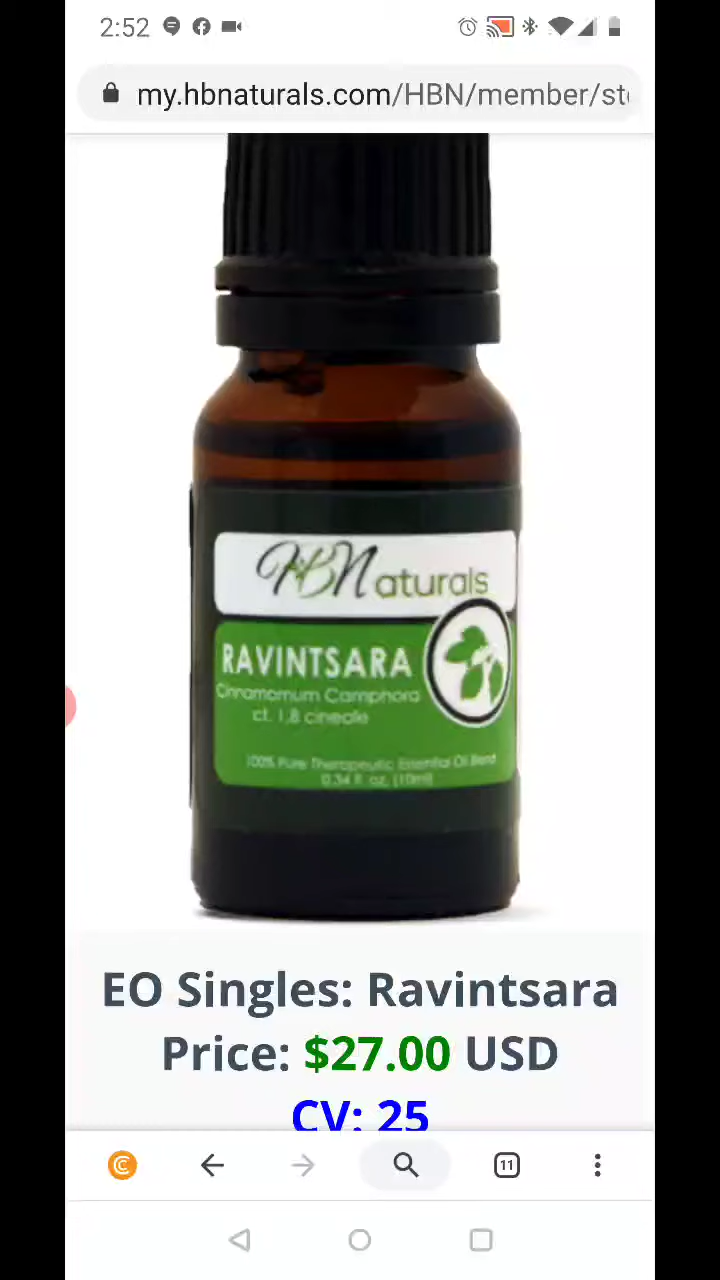 2:52
my.hbnaturals.com/HBN/member/st
HBNaturals
RAVINTSARA
Cinnamomum Camphora
ct. 1,8 cineole
100% Pure Therapeutic Essential Oil Blend
0.34 fl. oz. (10ml)
EO Singles: Ravintsara
Price: $27.00 USD
CV: 25
11